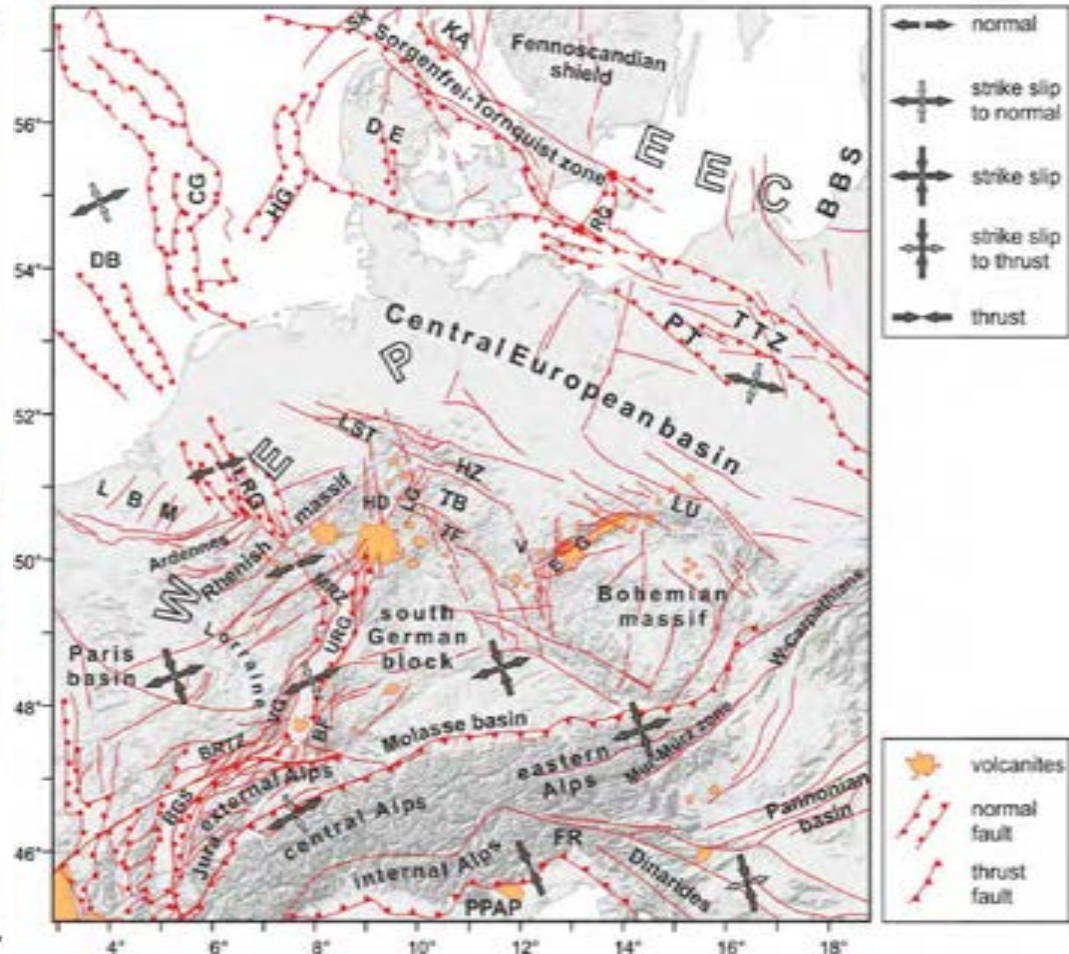 normal
strike slip
to normal
strike slip
strike slip
to thrust
thrust
56°
54°
52°
50°
48°
46°
4°
6°
8°
10°
12°
14°
16°
18°
ST
KA
Sorgenfrei-Tornquist zone
Fennoscandian
shield
D E
E E C
B B S
CG
HG
RG
DB
TTZ
PT
Central European basin
W E P
LST
HZ
LRG
L B M
HD
LG
TB
TF
LU
massif
Ardennes
Rhenish
E G
Bohemian
massif
W-Carpathians
Lorraine
URG
south
German
block
Paris
basin
VG
BF
Molasse basin
BRTZ
BGS
external Alps
Jura
central Alps
eastern
Alps
Mur-Mürz zone
Pannonian
basin
internal Alps
FR
Dinarides
PPAP
volcanites
normal
fault
thrust
fault